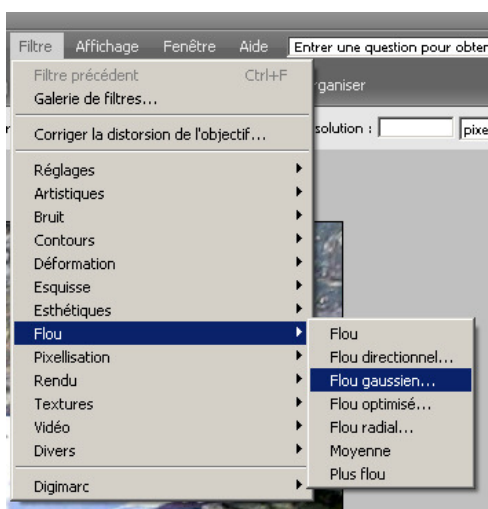 Filtre Affichage Fenêtre Aide Entrer une question pour obter
Filtre précédent Ctrl+F
Galerie de filtres...
rganiser
Corriger la distorsion de l'objectif...
solution : pixe
Réglages
Artistiques
Bruit
Contours
Déformation
Esquisse
Esthétiques
Flou
Pixellisation
Rendu
Textures
Vidéo
Divers
Digimarc
Flou
Flou directionnel...
Flou gaussien...
Flou optimisé...
Flou radial...
Moyenne
Plus flou